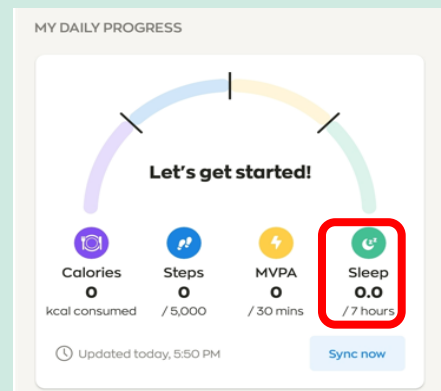 MY DAILY PROGRESS
Let's get started!
Calories Steps MVPA Sleep
0 0 0 0.0
kcal consumed / 5,000 / 30 mins / 7 hours
Updated today, 5:50 PM Sync now